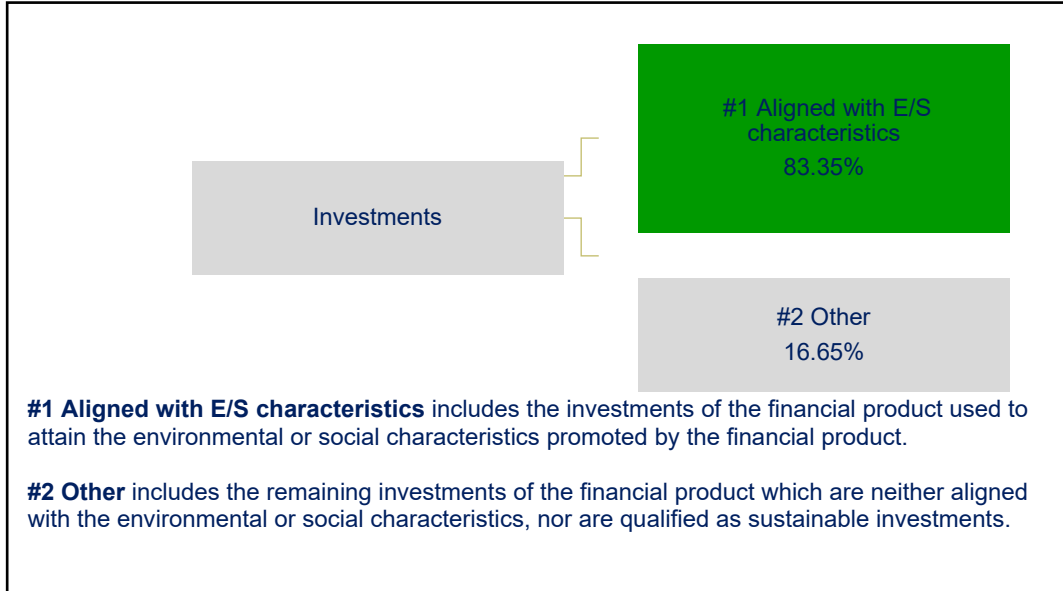 #1 Aligned with E/S
characteristics
83.35%
Investments
#2 Other
16.65%
#1 Aligned with E/S characteristics includes the investments of the financial product used to
attain the environmental or social characteristics promoted by the financial product.
#2 Other includes the remaining investments of the financial product which are neither aligned
with the environmental or social characteristics, nor are qualified as sustainable investments.